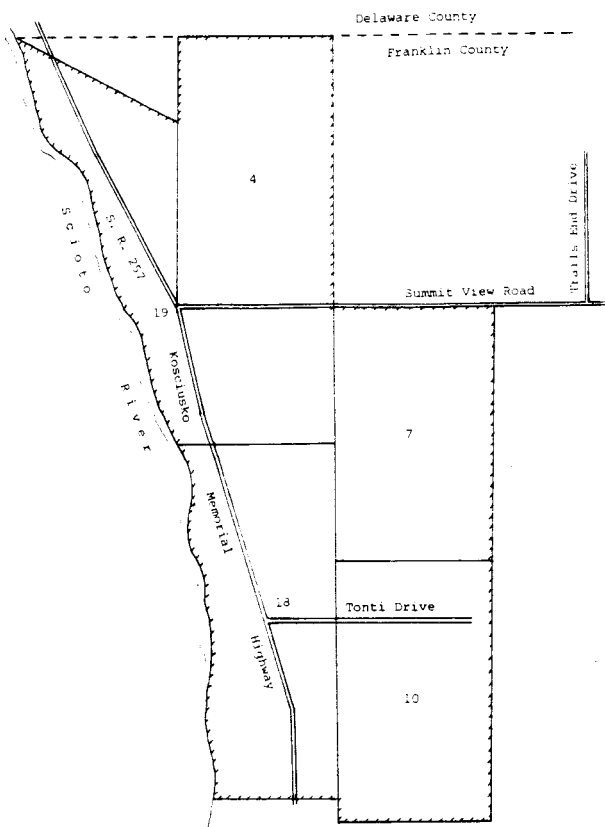 Delaware County
Franklin County
4
Trails End Drive
Scioto
S. R. 257
Summit View Road
19
Kosciusko
River
7
Memorial
18
Tonti Drive
Highway
10